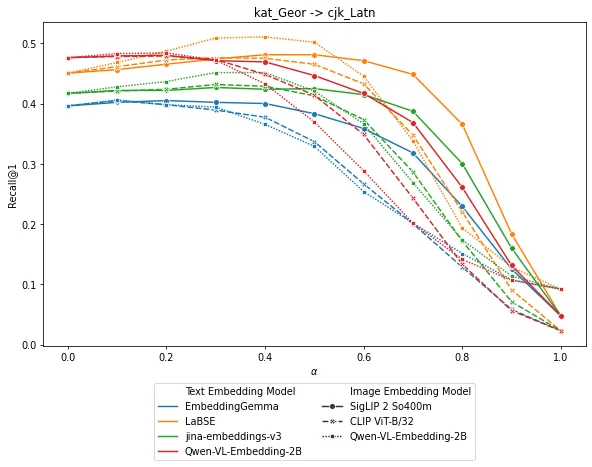 kat_Geor -> cjk_Latn
Recall@1
0.5
0.4
0.3
0.2
0.1
0.0
0.0 0.2 0.4 0.6 0.8 1.0
α
Text Embedding Model
EmbeddingGemma
LaBSE
jina-embeddings-v3
Qwen-VL-Embedding-2B
Image Embedding Model
SigLIP 2 So400m
CLIP ViT-B/32
Qwen-VL-Embedding-2B